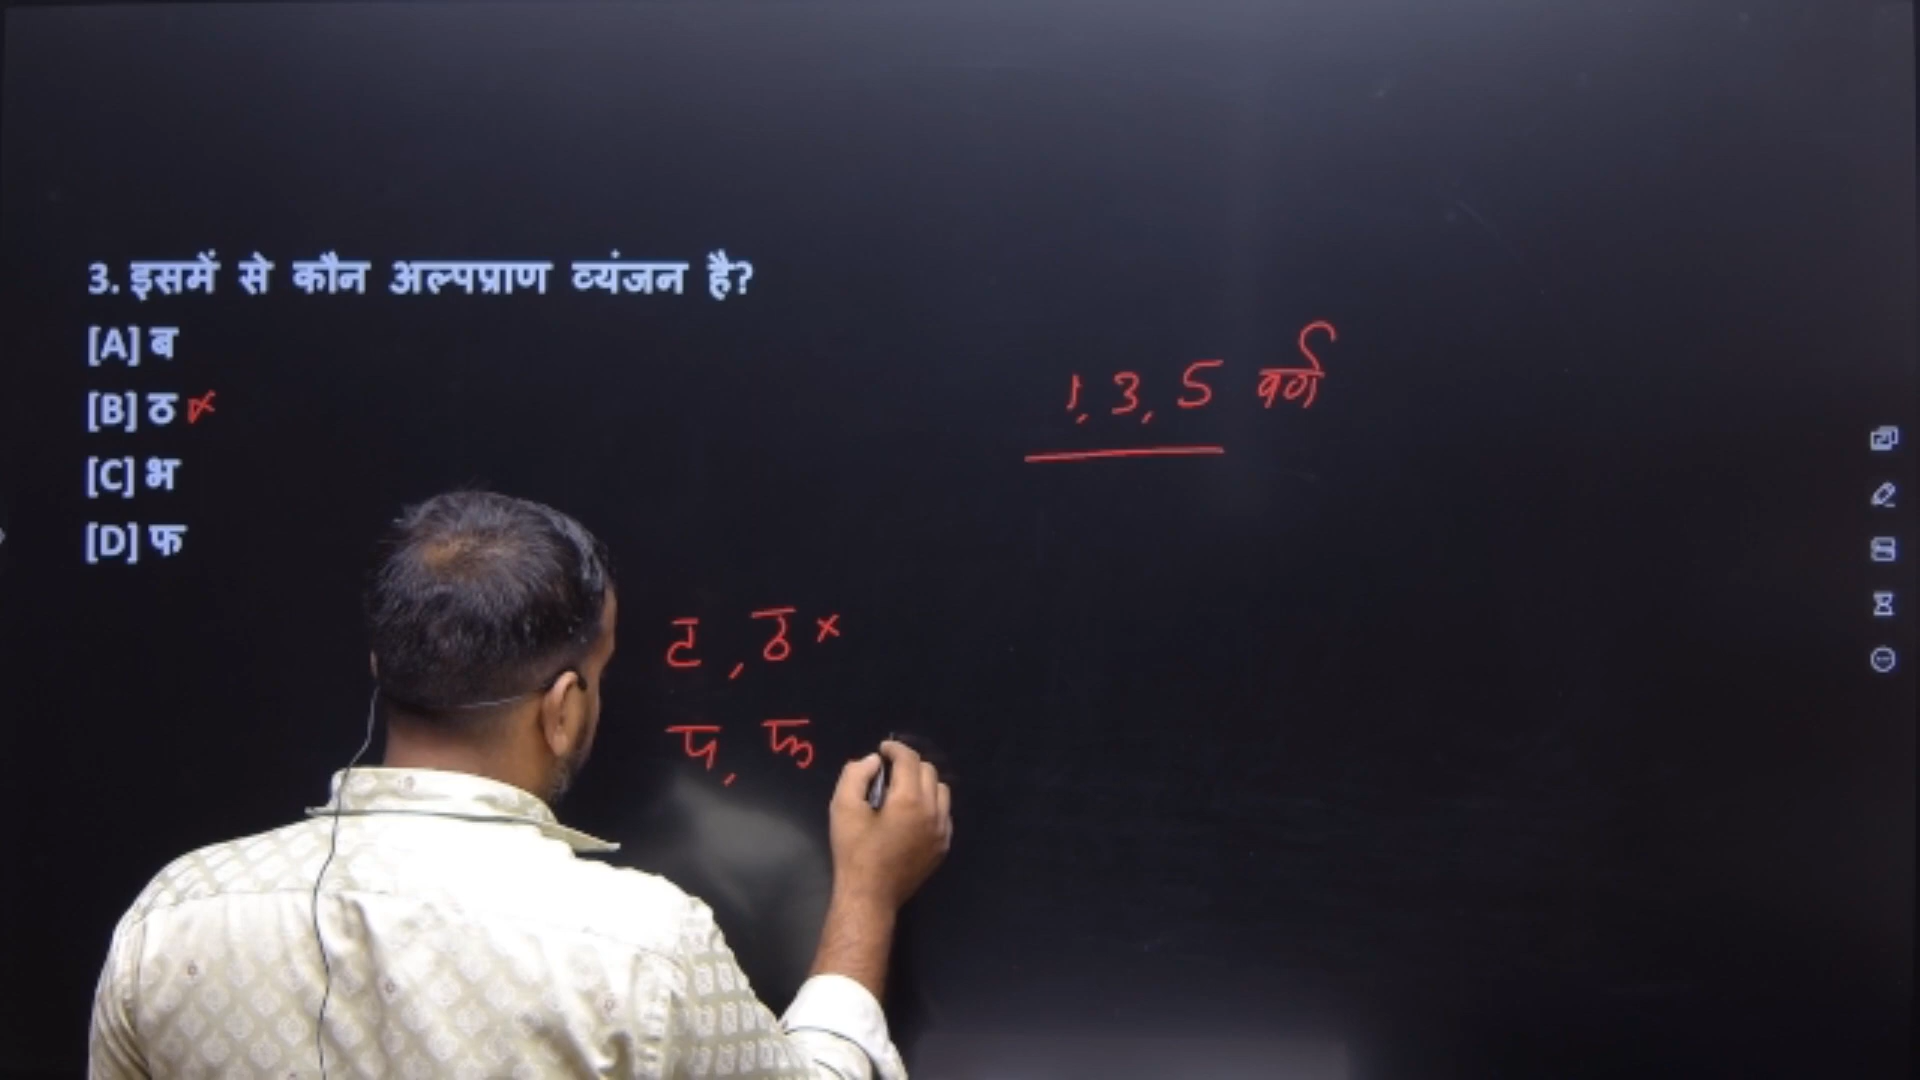 3. इसमें से कौन अल्पप्राण व्यंजन है?
[A] ब
[B] ठ ×
[C] भ
[D] फ
1, 3, 5 वर्ण
ट, ठ ×
प, फ